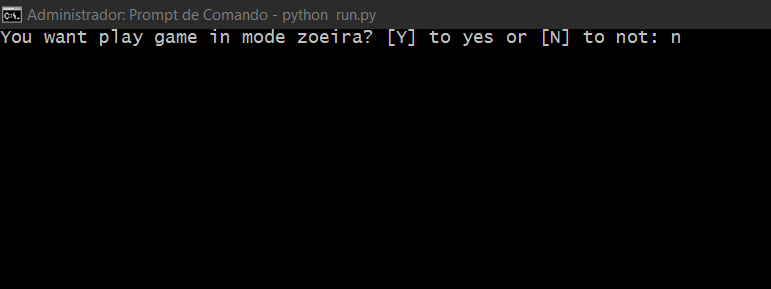 Administrador: Prompt de Comando - python run.py
You want play game in mode zoeira? [Y] to yes or [N] to not: n